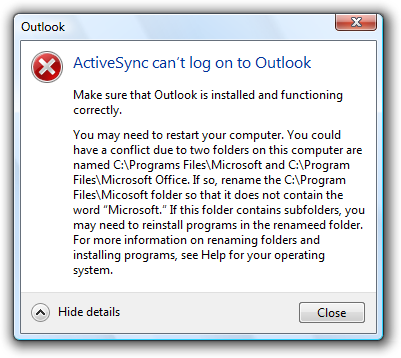 Outlook
ActiveSync can't log on to Outlook
Make sure that Outlook is installed and functioning
correctly.
You may need to restart your computer. You could
have a conflict due to two folders on this computer are
named C:\Programs Files\Microsoft and C:\Program
Files\Microsoft Office. If so, rename the C:\Program
Files\Micosoft folder so that it does not contain the
word "Microsoft." If this folder contains subfolders, you
may need to reinstall programs in the renameed folder.
For more information on renaming folders and
installing programs, see Help for your operating
system.
Hide details
Close